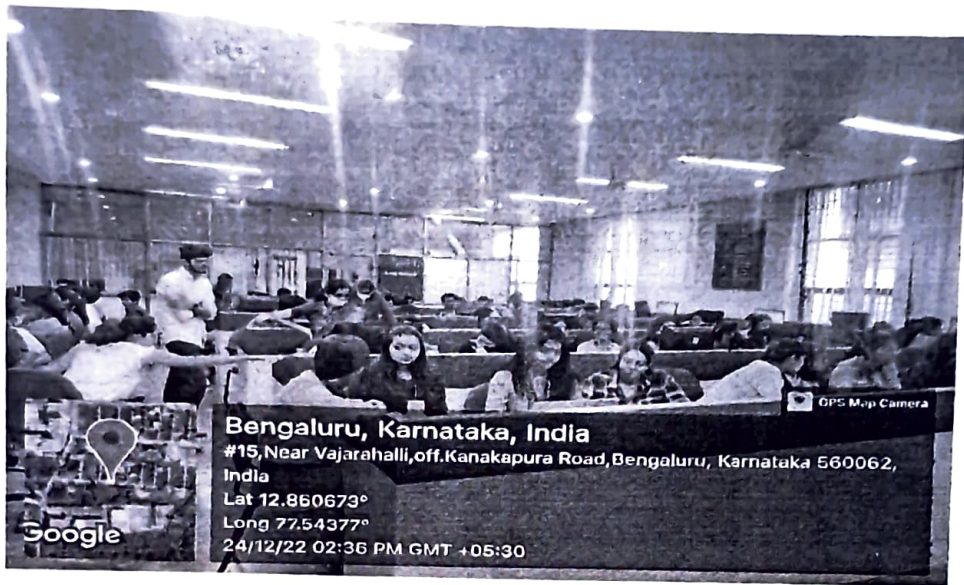 GPS Map Camera
Bengaluru, Karnataka, India
#15,Near Vajarahalli,off.Kanakapura Road,Bengaluru, Karnataka 560062,
India
Lat 12.860673°
Long 77.54377°
24/12/22 02:36 PM GMT +05:30
Google